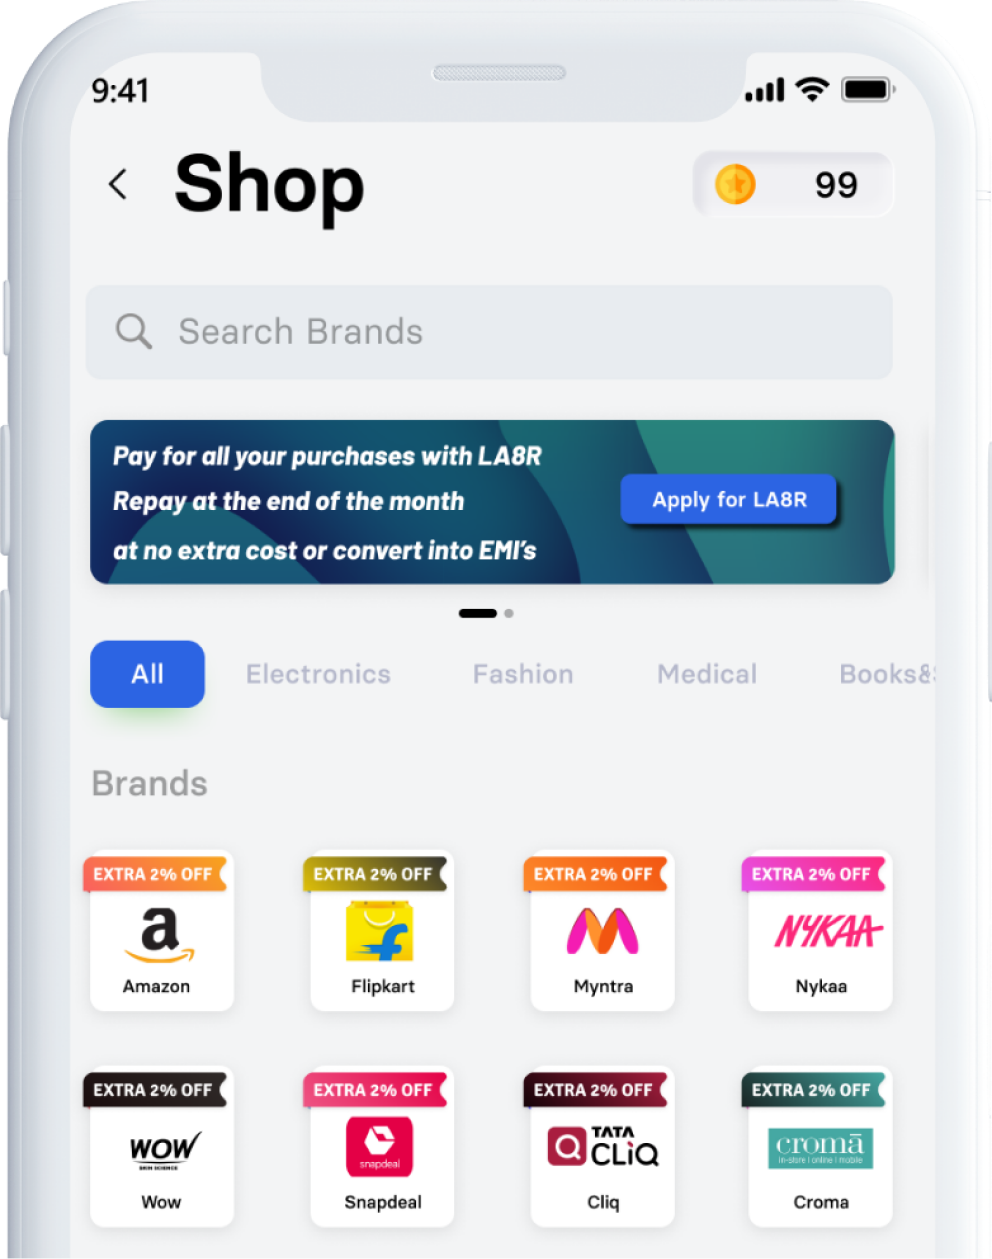 9:41
Shop
99
Search Brands
Pay for all your purchases with LA8R
Repay at the end of the month
at no extra cost or convert into EMI's
Apply for LA8R
All Electronics Fashion Medical Books&
Brands
EXTRA 2% OFF EXTRA 2% OFF EXTRA 2% OFF EXTRA 2% OFF
a f M NYKAA
Amazon Flipkart Myntra Nykaa
EXTRA 2% OFF EXTRA 2% OFF EXTRA 2% OFF EXTRA 2% OFF
WOW
SKIN SCIENCE
snapdeal
TATA
CLiQ
cromā
in-store | online | mobile
Wow Snapdeal Cliq Croma